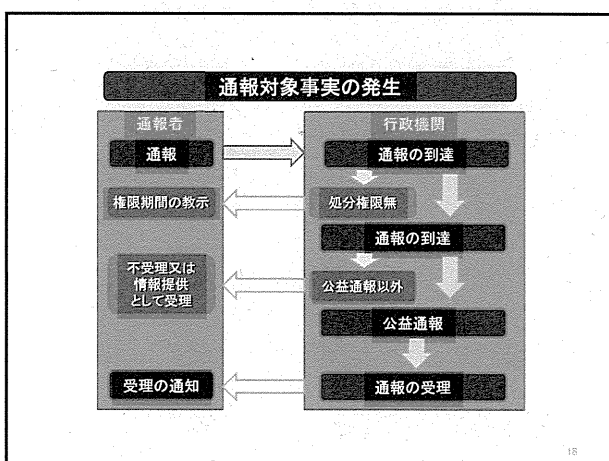 通報対象事実の発生
通報者
行政機関
通報
通報の到達
権限期間の教示
処分権限無
通報の到達
不受理又は
情報提供
として受理
公益通報以外
公益通報
受理の通知
通報の受理
18